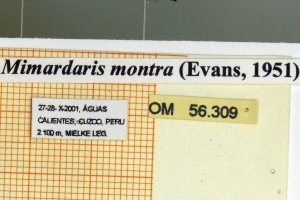 Mimardaris montra (Evans, 1951)
27-28- X-2001, ÁGUAS
CALIENTES, CUZCO, PERU
2.100 m, MIELKE LEG.
OM 56.309